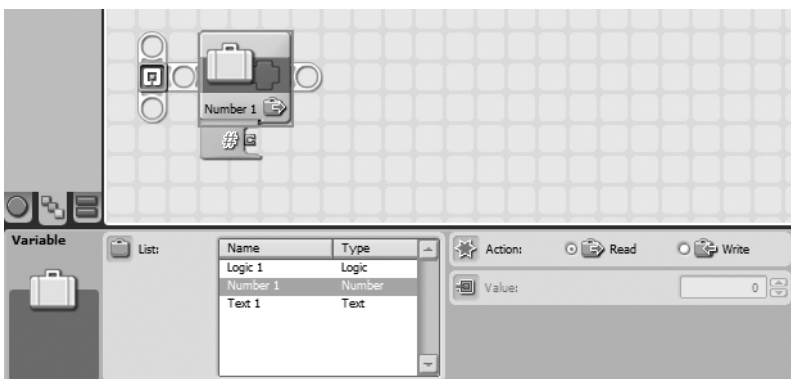 Number 1
#
Variable
List:
Name Type
Logic 1 Logic
Number 1 Number
Text 1 Text
Action: Read Write
Value: 0